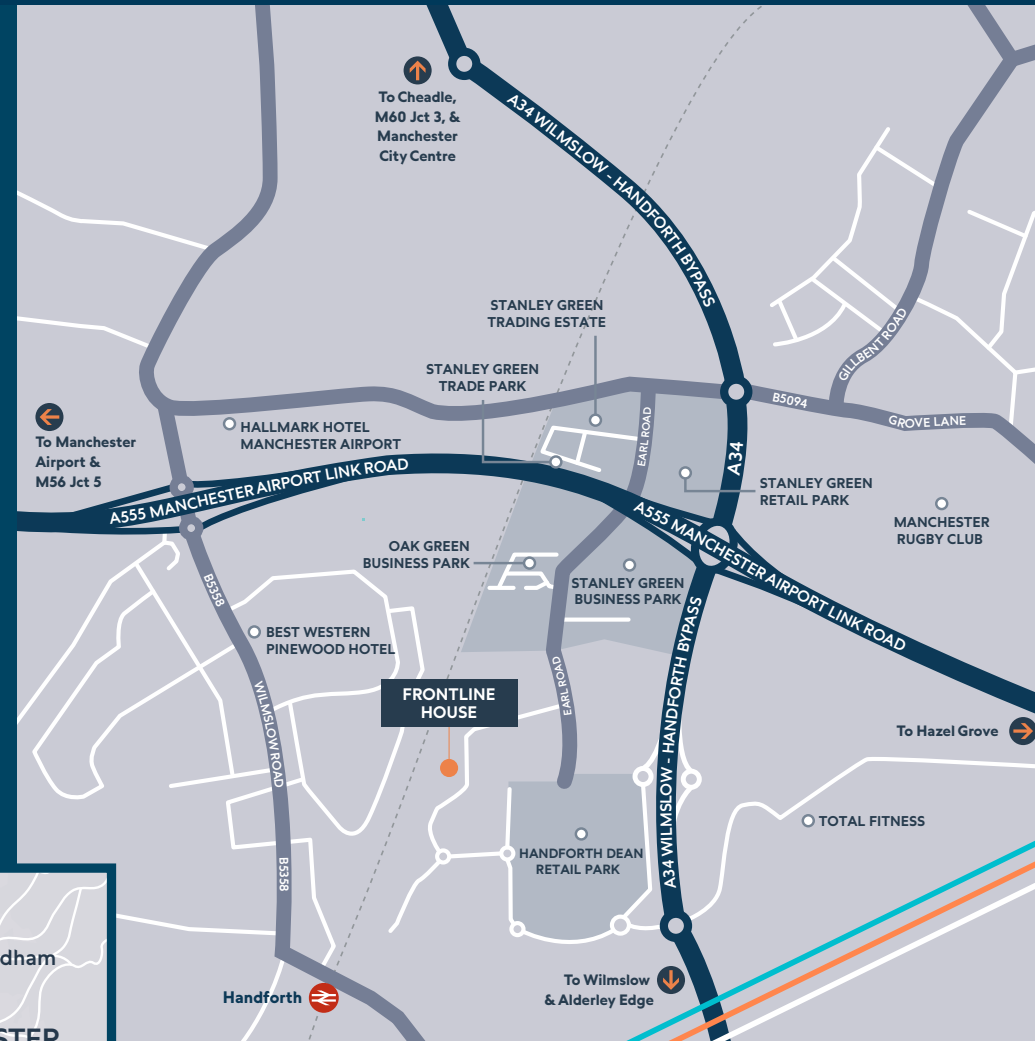 To Cheadle,
M60 Jct 3, &
Manchester
City Centre
A34 WILMSLOW - HANDFORTH BYPASS
STANLEY GREEN
TRADING ESTATE
STANLEY GREEN
TRADE PARK
GILLBENT ROAD
B5094
GROVE LANE
To Manchester
Airport &
M56 Jct 5
HALLMARK HOTEL
MANCHESTER AIRPORT
EARL ROAD
A34
A555 MANCHESTER AIRPORT LINK ROAD
STANLEY GREEN
RETAIL PARK
MANCHESTER
RUGBY CLUB
A555 MANCHESTER AIRPORT LINK ROAD
OAK GREEN
BUSINESS PARK
STANLEY GREEN
BUSINESS PARK
B5358
BEST WESTERN
PINEWOOD HOTEL
FRONTLINE
HOUSE
EARL ROAD
WILMSLOW ROAD
A34 WILMSLOW - HANDFORTH BYPASS
To Hazel Grove
TOTAL FITNESS
HANDFORTH DEAN
RETAIL PARK
B5358
dham
To Wilmslow
& Alderley Edge
Handforth
STER